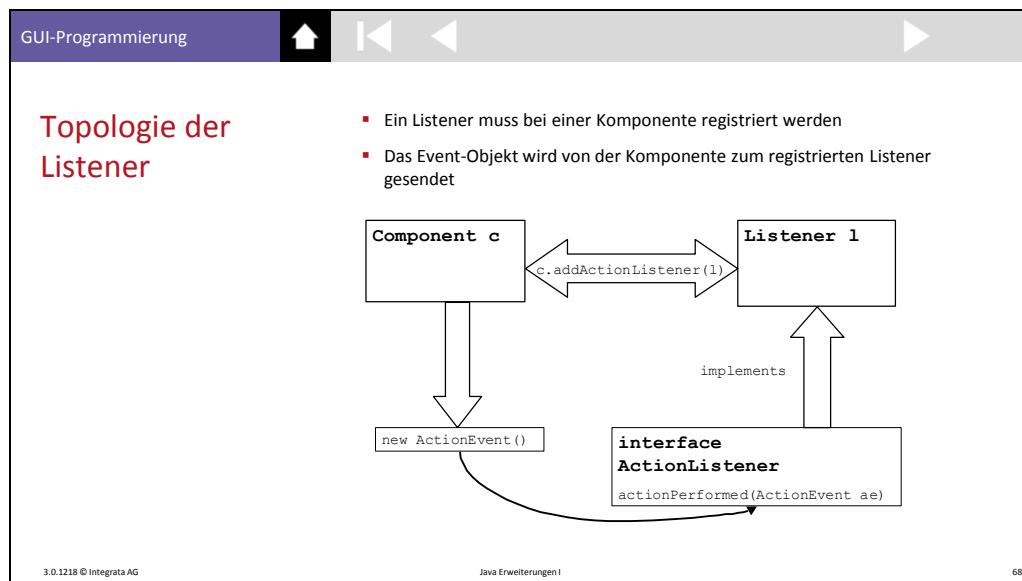 GUI-Programmierung
Topologie der
Listener
Ein Listener muss bei einer Komponente registriert werden
Das Event-Objekt wird von der Komponente zum registrierten Listener
gesendet
Component c
c.addActionListener(l)
Listener l
implements
new ActionEvent()
interface
ActionListener
actionPerformed(ActionEvent ae)
3.0.1218 © Integrata AG
Java Erweiterungen I
68